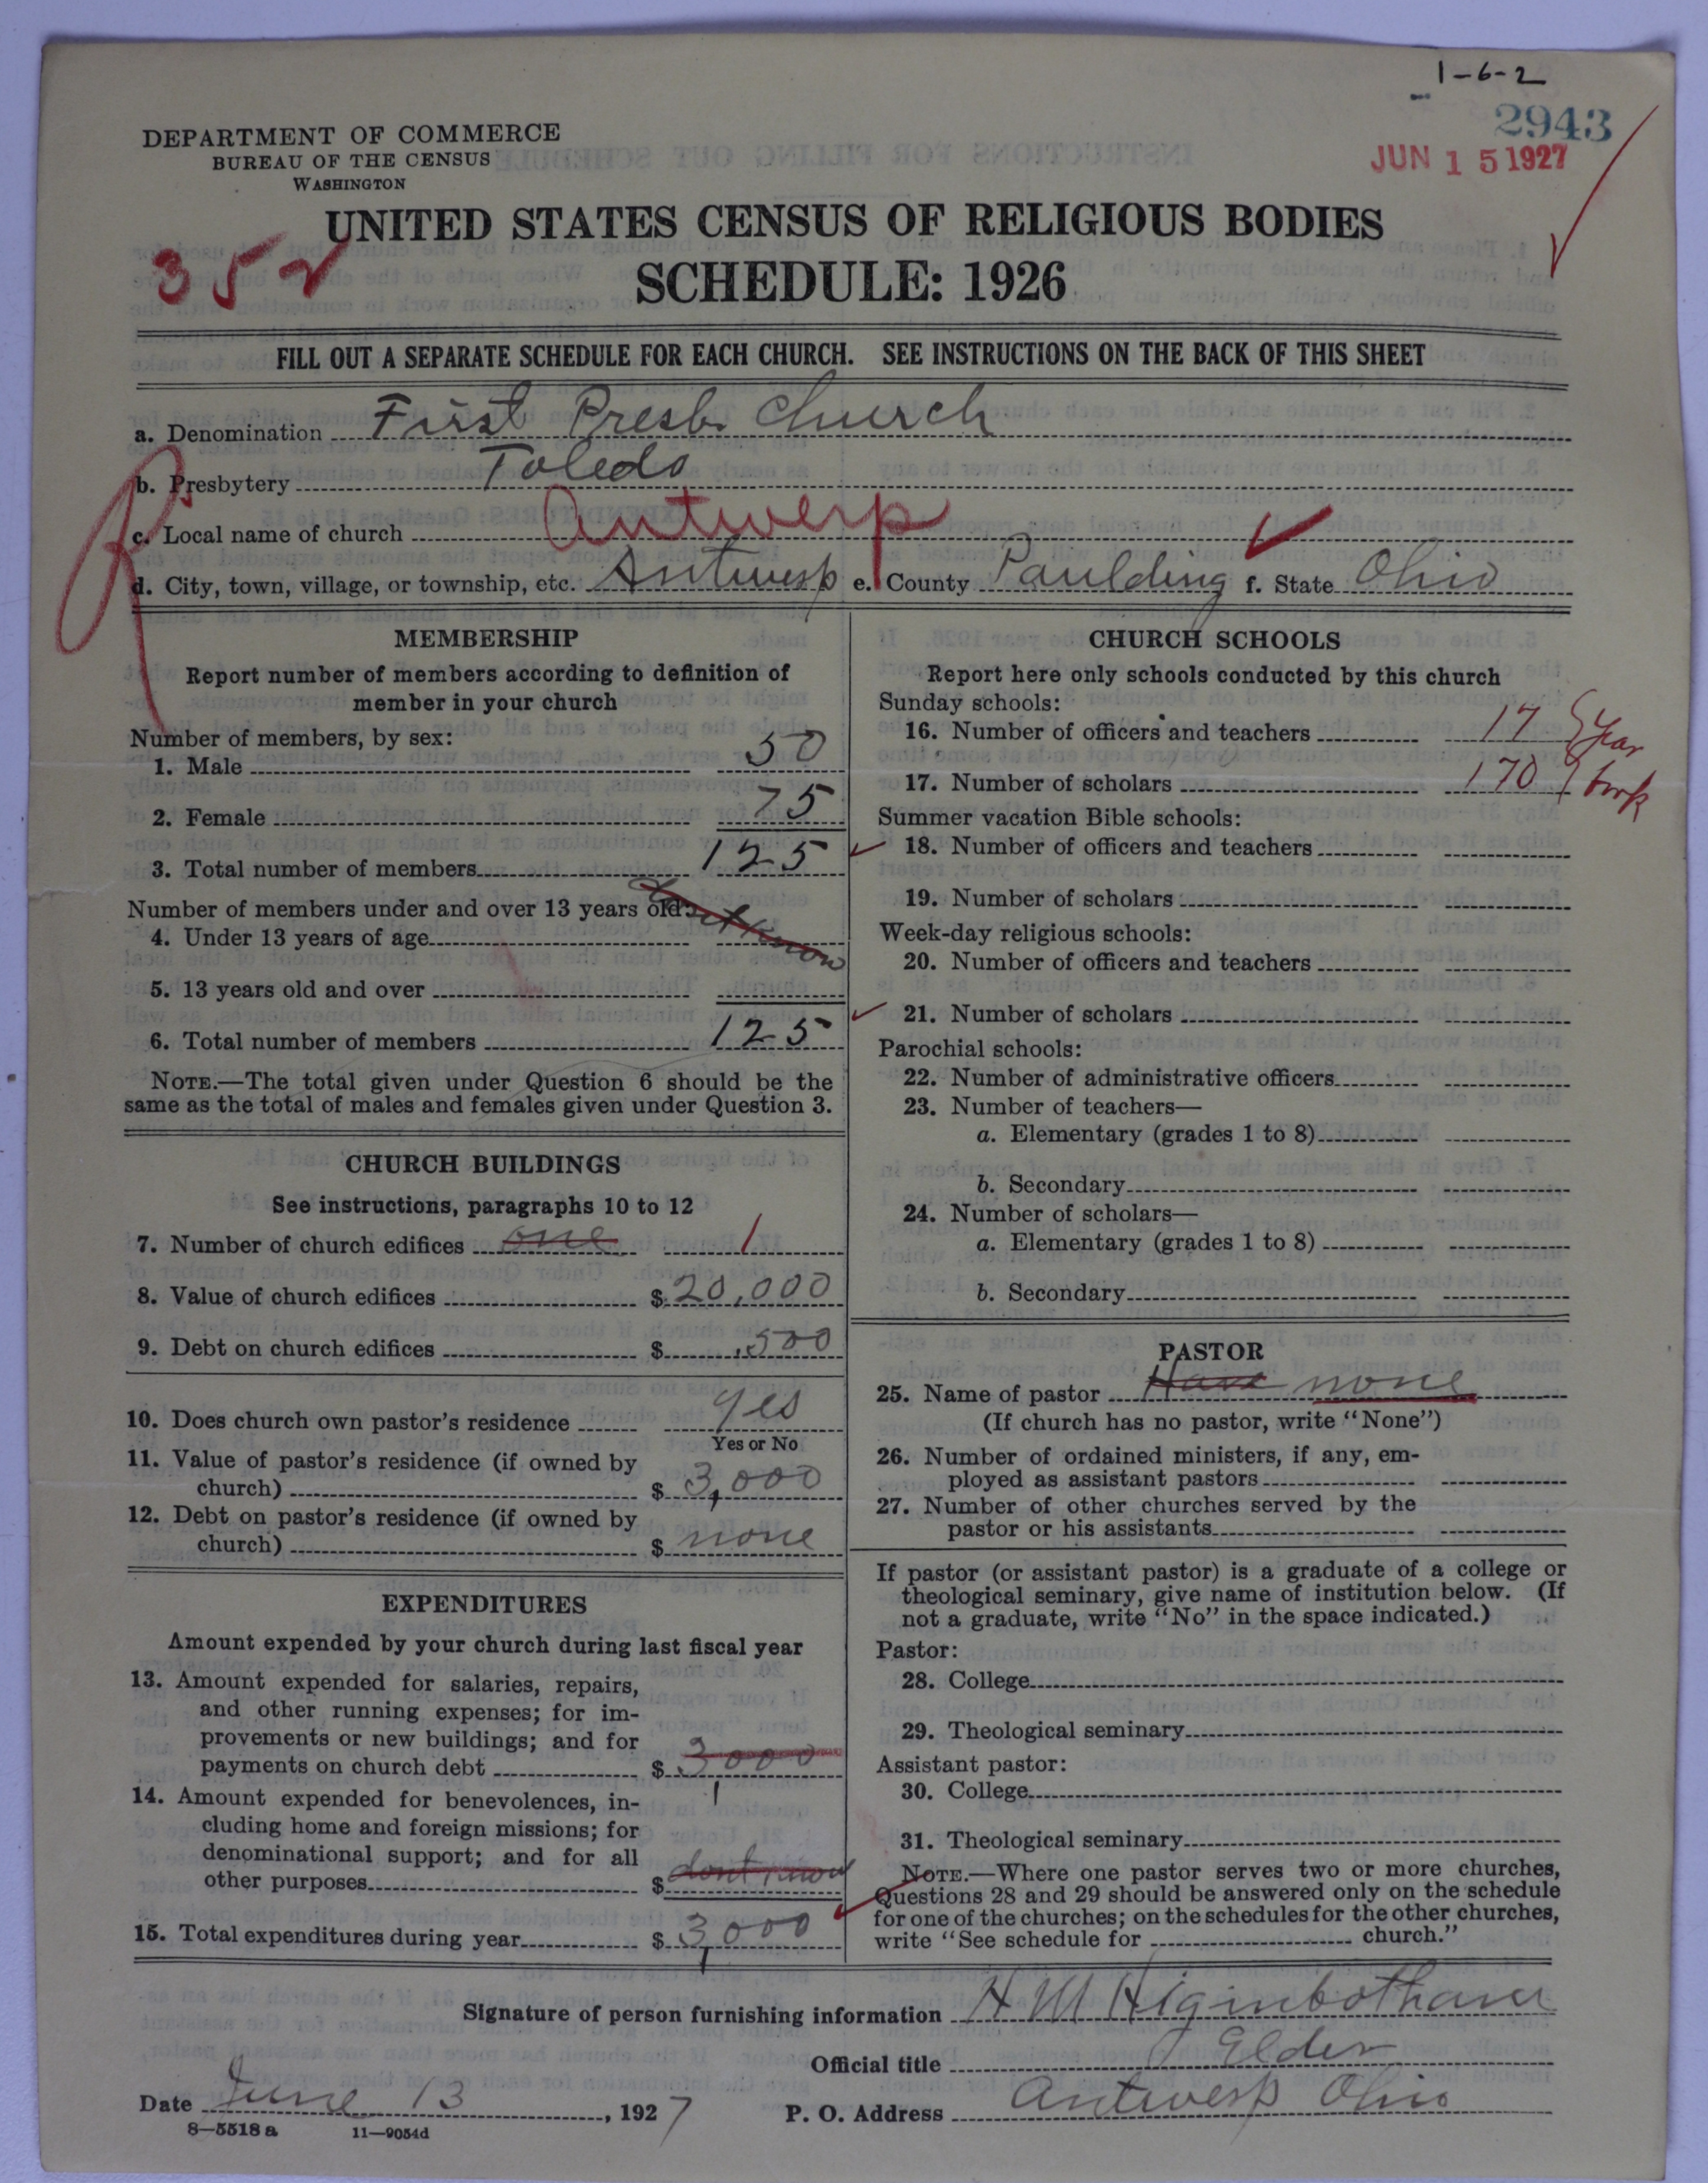 1-6-2
2943
JUN 15 1927
DEPARTMENT OF COMMERCE
BUREAU OF THE CENSUS
WASHINGTON
UNITED STATES CENSUS OF RELIGIOUS BODIES
352
SCHEDULE: 1926
FILL OUT A SEPARATE SCHEDULE FOR EACH CHURCH. SEE INSTRUCTIONS ON THE BACK OF THIS SHEET
a. Denomination First Presb. Church
b. Presbytery Toledo
c. Local name of church Antwerp
d. City, town, village, or township, etc. Antwerp e. County Paulding f. State Ohio
MEMBERSHIP
Report number of members according to definition of
member in your church
Number of members, by sex:
1. Male 50
2. Female 75
3. Total number of members 125
Number of members under and over 13 years old:
4. Under 13 years of age dont know
5. 13 years old and over
6. Total number of members 125
NOTE.—The total given under Question 6 should be the
same as the total of males and females given under Question 3.
CHURCH BUILDINGS
See instructions, paragraphs 10 to 12
7. Number of church edifices one 1
8. Value of church edifices $ 20,000
9. Debt on church edifices $ 500
10. Does church own pastor's residence yes
Yes or No
11. Value of pastor's residence (if owned by
church) $ 3,000
12. Debt on pastor's residence (if owned by
church) $ none
EXPENDITURES
Amount expended by your church during last fiscal year
13. Amount expended for salaries, repairs,
and other running expenses; for im-
provements or new buildings; and for
payments on church debt $ 3,000
14. Amount expended for benevolences, in-
cluding home and foreign missions; for
denominational support; and for all
other purposes $ dont know
15. Total expenditures during year $ 3,000
CHURCH SCHOOLS
Report here only schools conducted by this church
Sunday schools:
16. Number of officers and teachers 17 year
17. Number of scholars 170 book
Summer vacation Bible schools:
18. Number of officers and teachers
19. Number of scholars
Week-day religious schools:
20. Number of officers and teachers
21. Number of scholars
Parochial schools:
22. Number of administrative officers
23. Number of teachers—
a. Elementary (grades 1 to 8)
b. Secondary
24. Number of scholars—
a. Elementary (grades 1 to 8)
b. Secondary
PASTOR
25. Name of pastor Have none
(If church has no pastor, write "None")
26. Number of ordained ministers, if any, em-
ployed as assistant pastors
27. Number of other churches served by the
pastor or his assistants
If pastor (or assistant pastor) is a graduate of a college or
theological seminary, give name of institution below. (If
not a graduate, write "No" in the space indicated.)
Pastor:
28. College
29. Theological seminary
Assistant pastor:
30. College
31. Theological seminary
NOTE.—Where one pastor serves two or more churches,
Questions 28 and 29 should be answered only on the schedule
for one of the churches; on the schedules for the other churches,
write "See schedule for church."
Signature of person furnishing information H M Higinbotham
Official title Elder
Date June 13, 1927 P. O. Address Antwerp Ohio
8—5518 a 11—9054d